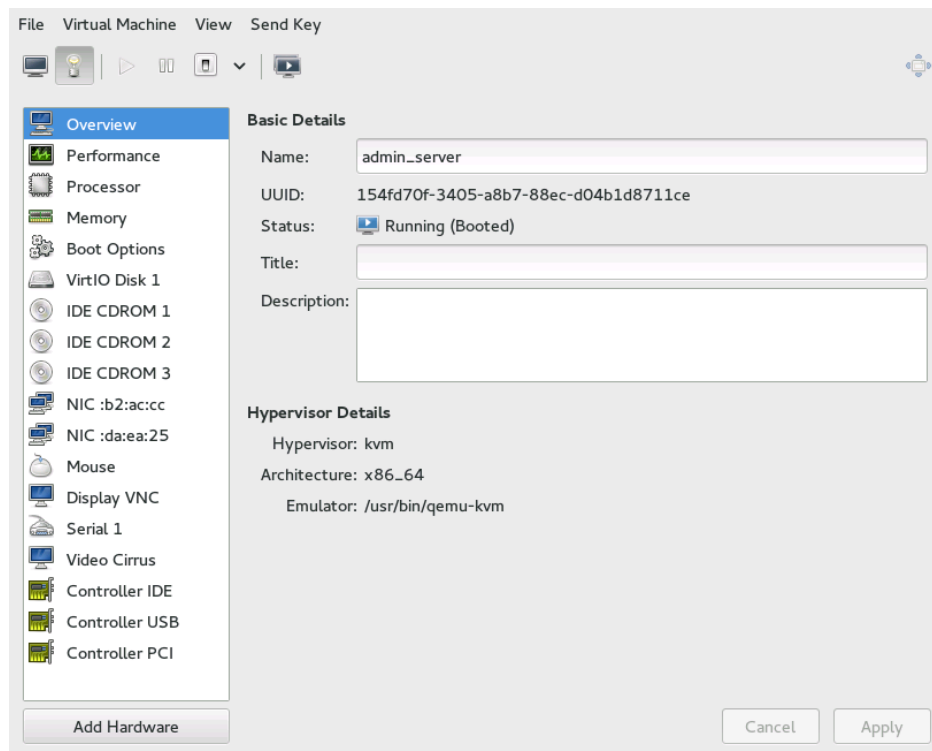 File Virtual Machine View Send Key
Overview
Performance
Processor
Memory
Boot Options
VirtIO Disk 1
IDE CDROM 1
IDE CDROM 2
IDE CDROM 3
NIC :b2:ac:cc
NIC :da:ea:25
Mouse
Display VNC
Serial 1
Video Cirrus
Controller IDE
Controller USB
Controller PCI
Add Hardware
Basic Details
Name: admin_server
UUID: 154fd70f-3405-a8b7-88ec-d04b1d8711ce
Status: Running (Booted)
Title:
Description:
Hypervisor Details
Hypervisor: kvm
Architecture: x86_64
Emulator: /usr/bin/qemu-kvm
Cancel Apply